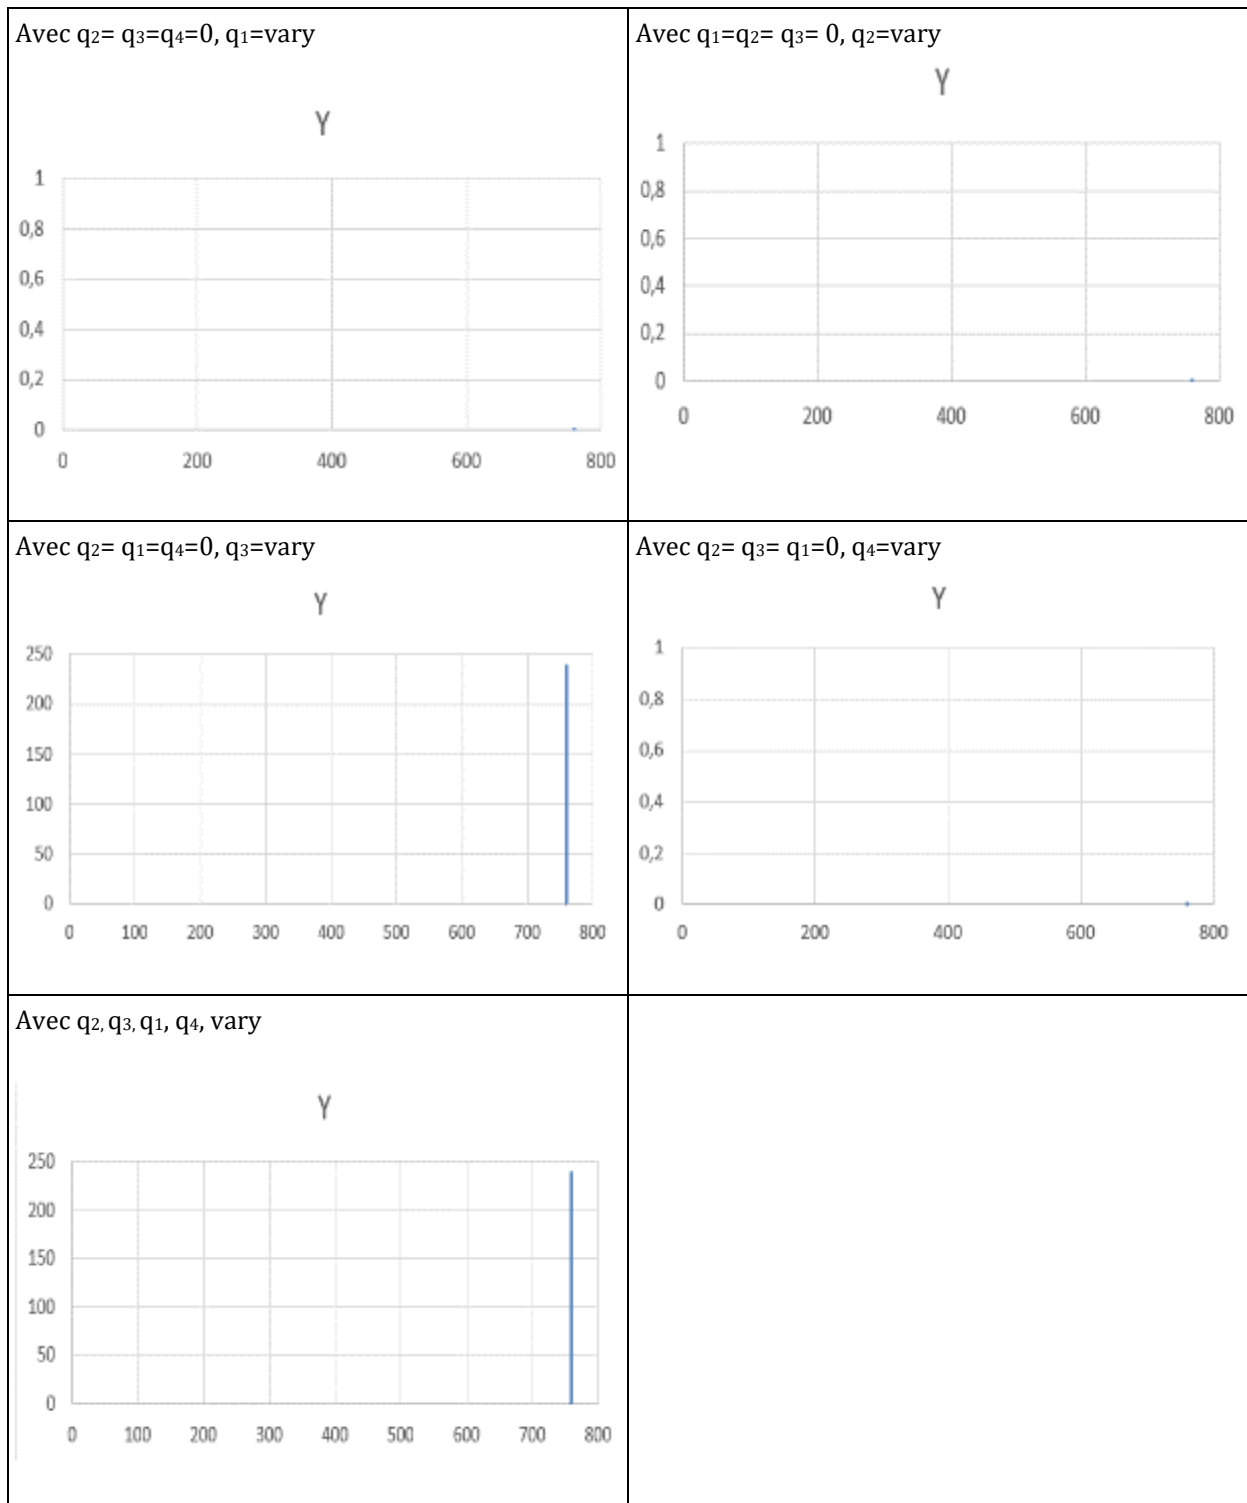 Avec q2= q3=q4=0, q1=vary
Y
1
0,8
0,6
0,4
0,2
0
0 200 400 600 800
Avec q1=q2= q3= 0, q2=vary
Y
1
0,8
0,6
0,4
0,2
0
0 200 400 600 800
Avec q2= q1=q4=0, q3=vary
Y
250
200
150
100
50
0
0 100 200 300 400 500 600 700 800
Avec q2= q3= q1=0, q4=vary
Y
1
0,8
0,6
0,4
0,2
0
0 200 400 600 800
Avec q2, q3, q1, q4, vary
Y
250
200
150
100
50
0
0 100 200 300 400 500 600 700 800